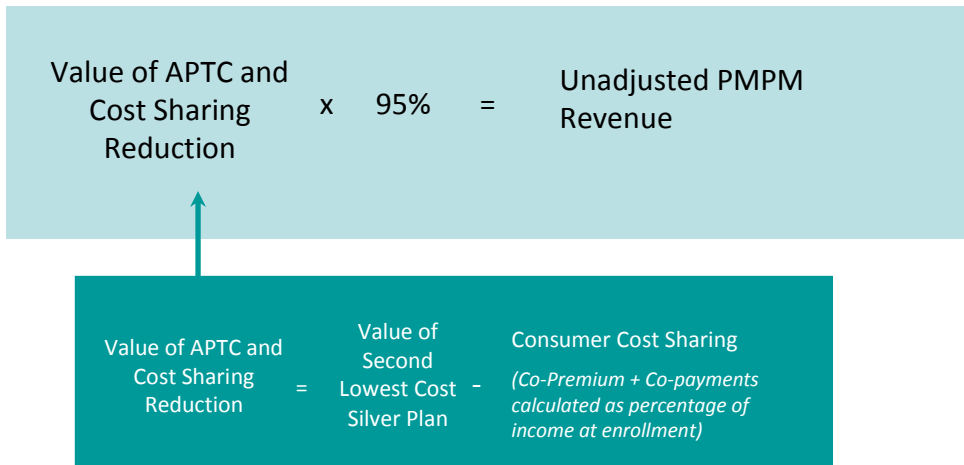 Value of APTC and
Cost Sharing
Reduction
x 95% =
Unadjusted PMPM
Revenue
Value of APTC and
Cost Sharing
Reduction
=
Value of
Second
Lowest Cost
Silver Plan
-
Consumer Cost Sharing
(Co-Premium + Co-payments
calculated as percentage of
income at enrollment)